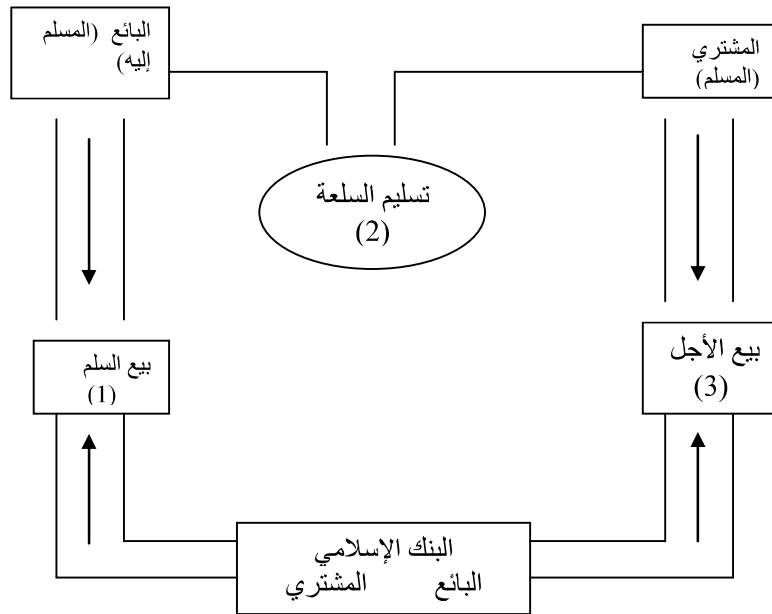 المشتري
(المسلم)
البائع (المسلم
إليه)
تسليم السلعة
(2)
بيع الأجل
(3)
بيع السلم
(1)
البنك الإسلامي
البائع المشتري